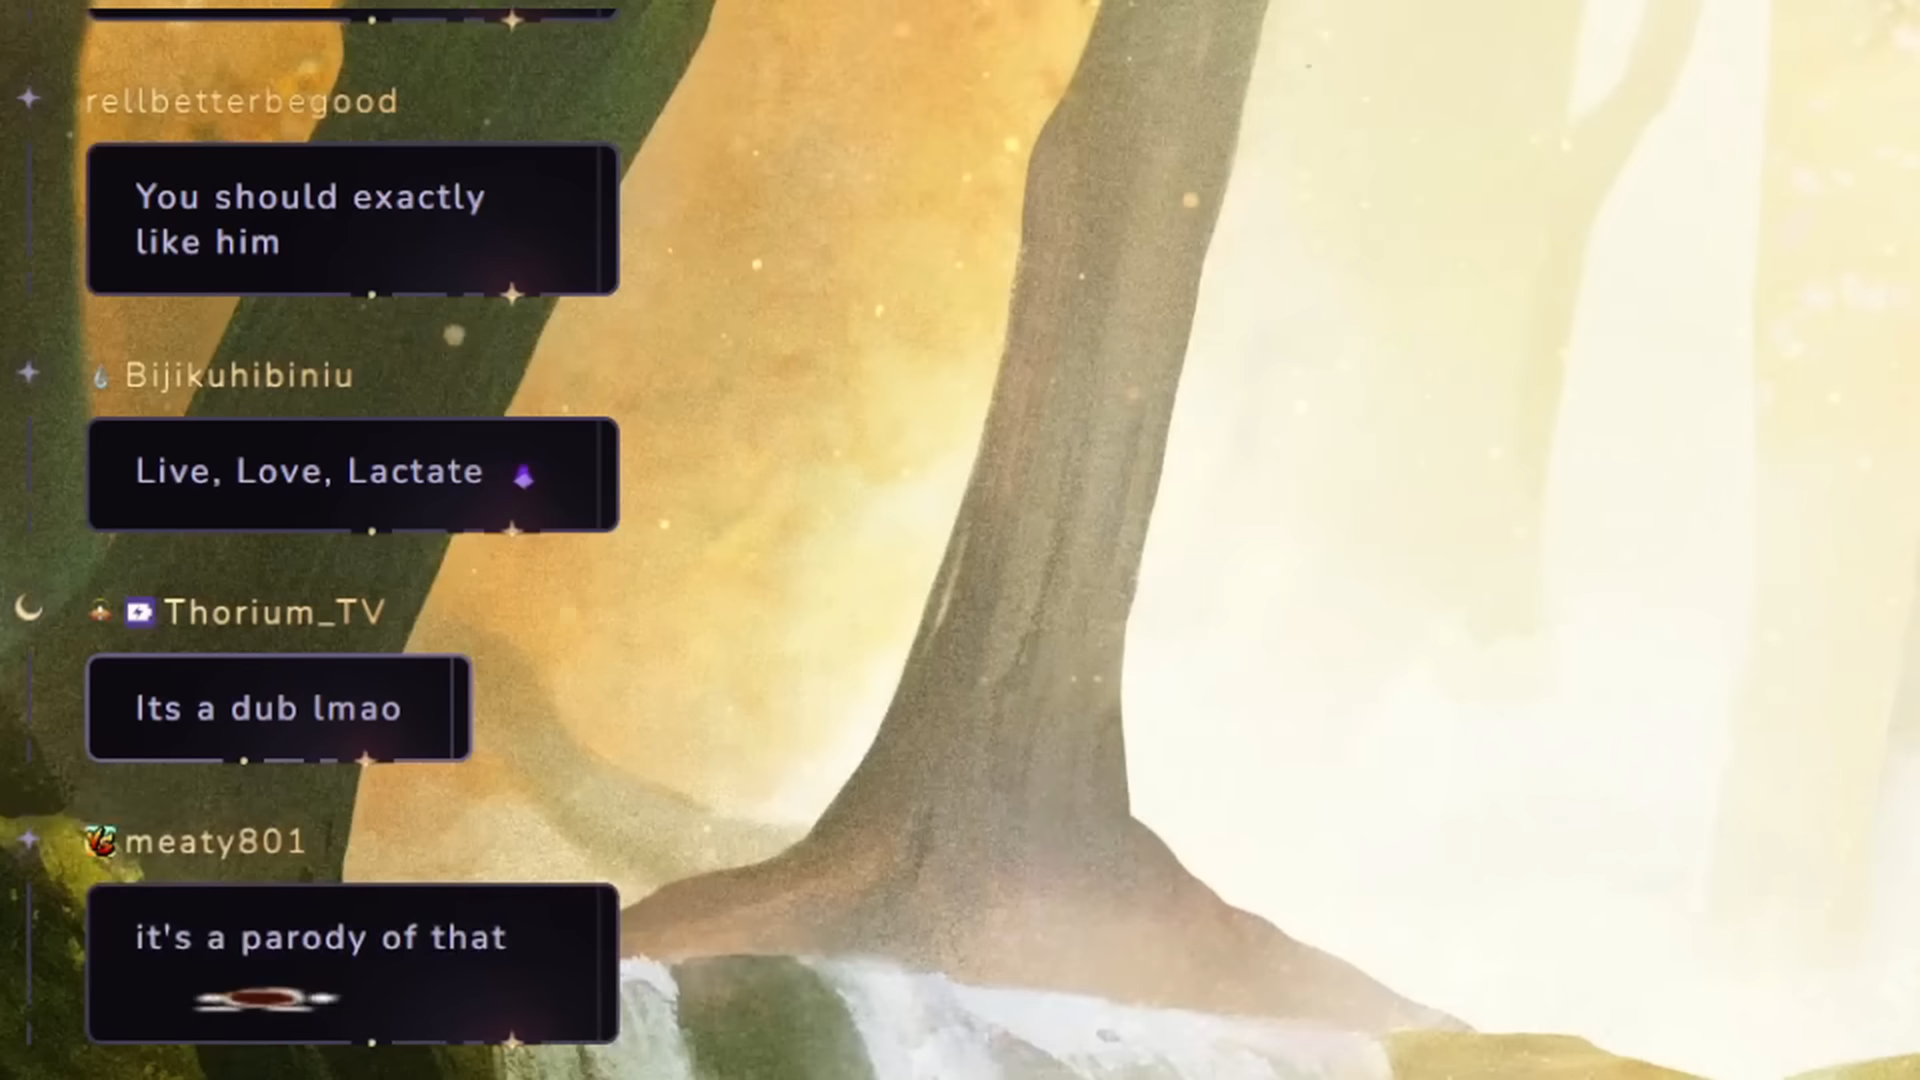 rellbetterbegood
You should exactly
like him
Bijikuhibiniu
Live, Love, Lactate
Thorium_TV
Its a dub lmao
meaty801
it's a parody of that